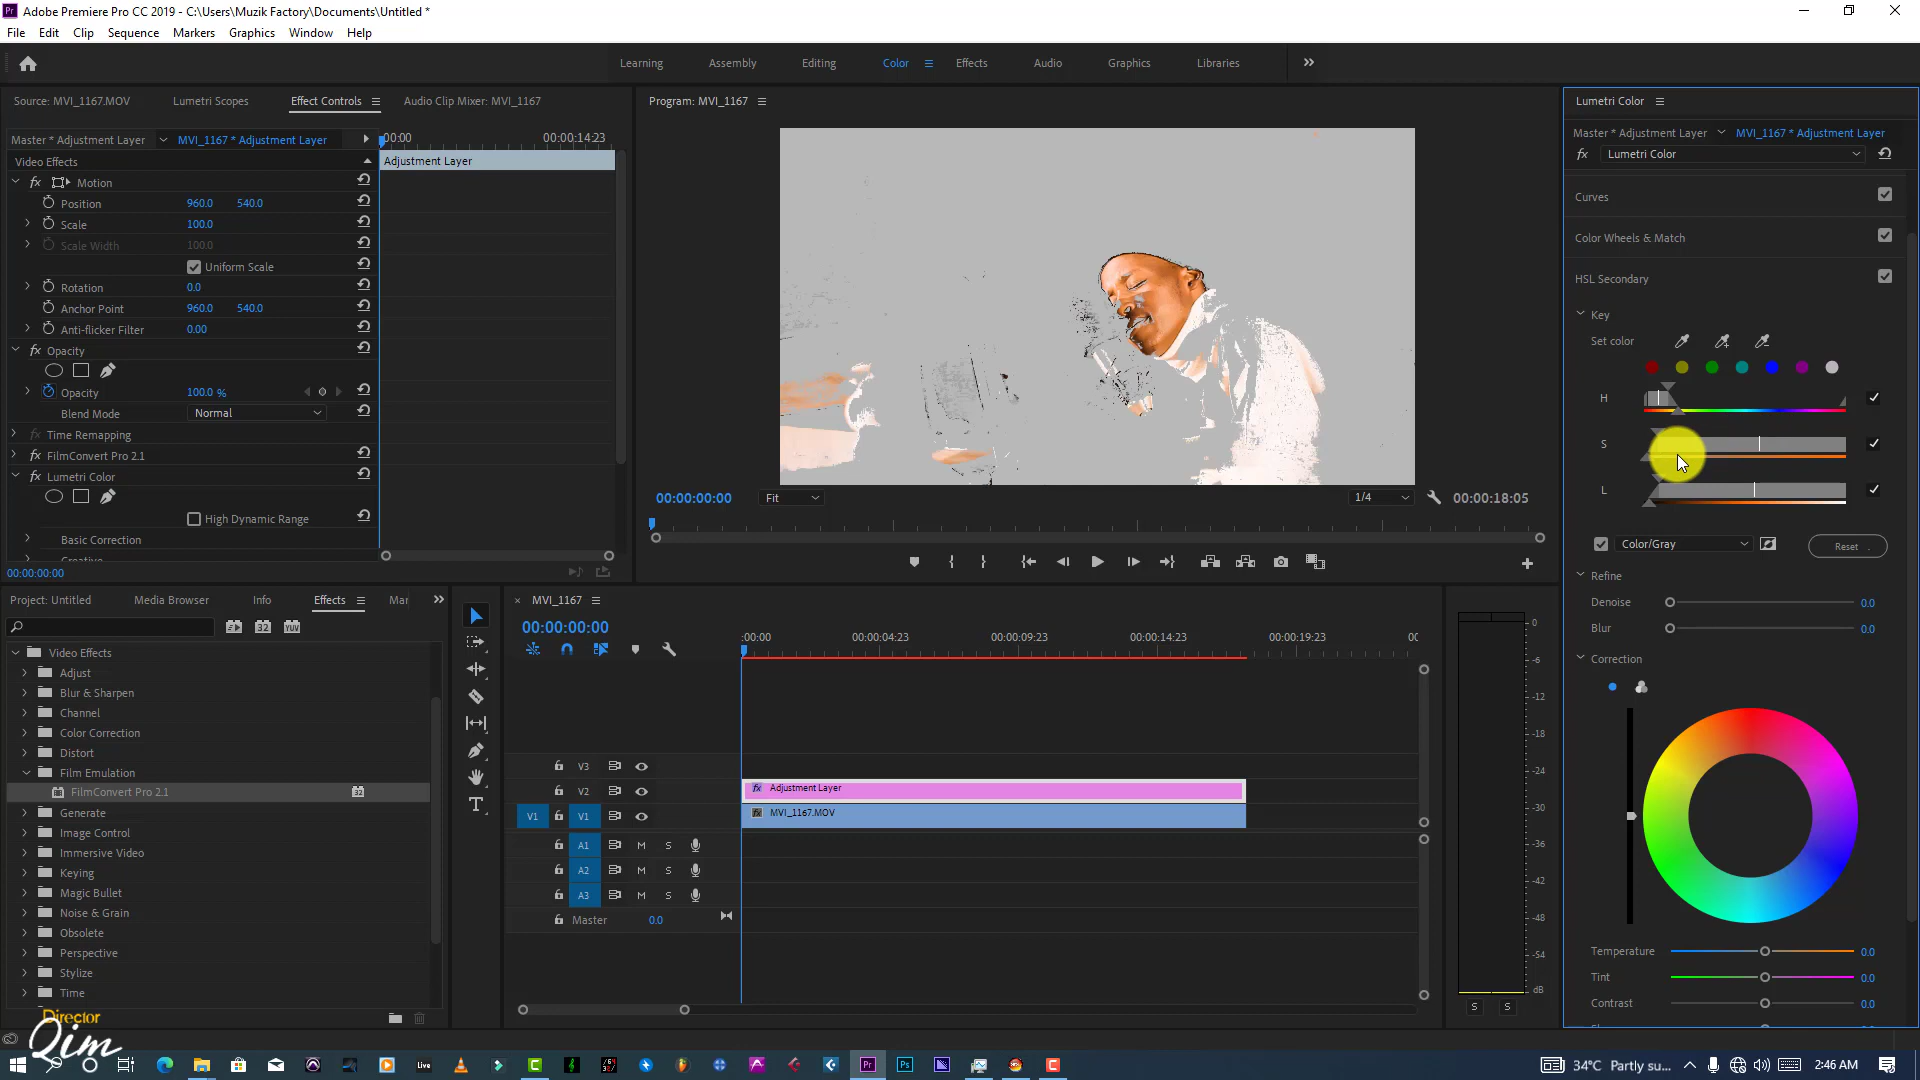 Adobe Premiere Pro CC 2019 - C:\Users\Muzik Factory\Documents\Untitled *
File Edit Clip Sequence Markers Graphics Window Help
Learning Assembly Editing Color Effects Audio Graphics Libraries
Source: MVI_1167.MOV Lumetri Scopes Effect Controls Audio Clip Mixer: MVI_1167
Master * Adjustment Layer MVI_1167 * Adjustment Layer
:00:00 00:00:14:23
Video Effects
Adjustment Layer
fx Motion
Position 960.0 540.0
Scale 100.0
Scale Width 100.0
Uniform Scale
Rotation 0.0
Anchor Point 960.0 540.0
Anti-flicker Filter 0.00
fx Opacity
Opacity 100.0 %
Blend Mode Normal
fx Time Remapping
fx FilmConvert Pro 2.1
fx Lumetri Color
High Dynamic Range
Basic Correction
00:00:00:00
Program: MVI_1167
00:00:00:00 Fit 1/4 00:00:18:05
Lumetri Color
Master * Adjustment Layer MVI_1167 * Adjustment Layer
fx Lumetri Color
Curves
Color Wheels & Match
HSL Secondary
Key
Set color
H
S
L
Color/Gray Reset
Refine
Denoise 0.0
Blur 0.0
Correction
Temperature 0.0
Tint 0.0
Contrast 0.0
Project: Untitled Media Browser Info Effects Mar
Video Effects
Adjust
Blur & Sharpen
Channel
Color Correction
Distort
Film Emulation
FilmConvert Pro 2.1
Generate
Image Control
Immersive Video
Keying
Magic Bullet
Noise & Grain
Obsolete
Perspective
Stylize
Time
MVI_1167
00:00:00:00
:00:00 00:00:04:23 00:00:09:23 00:00:14:23 00:00:19:23 00
V3
V2 fx Adjustment Layer
V1 V1 fx MVI_1167.MOV
A1 M S
A2 M S
A3 M S
Master 0.0
0
-6
-12
-18
-24
-30
-36
-42
-48
-54
dB
S S
Director
Qim
Live
34°C Partly su... 2:46 AM